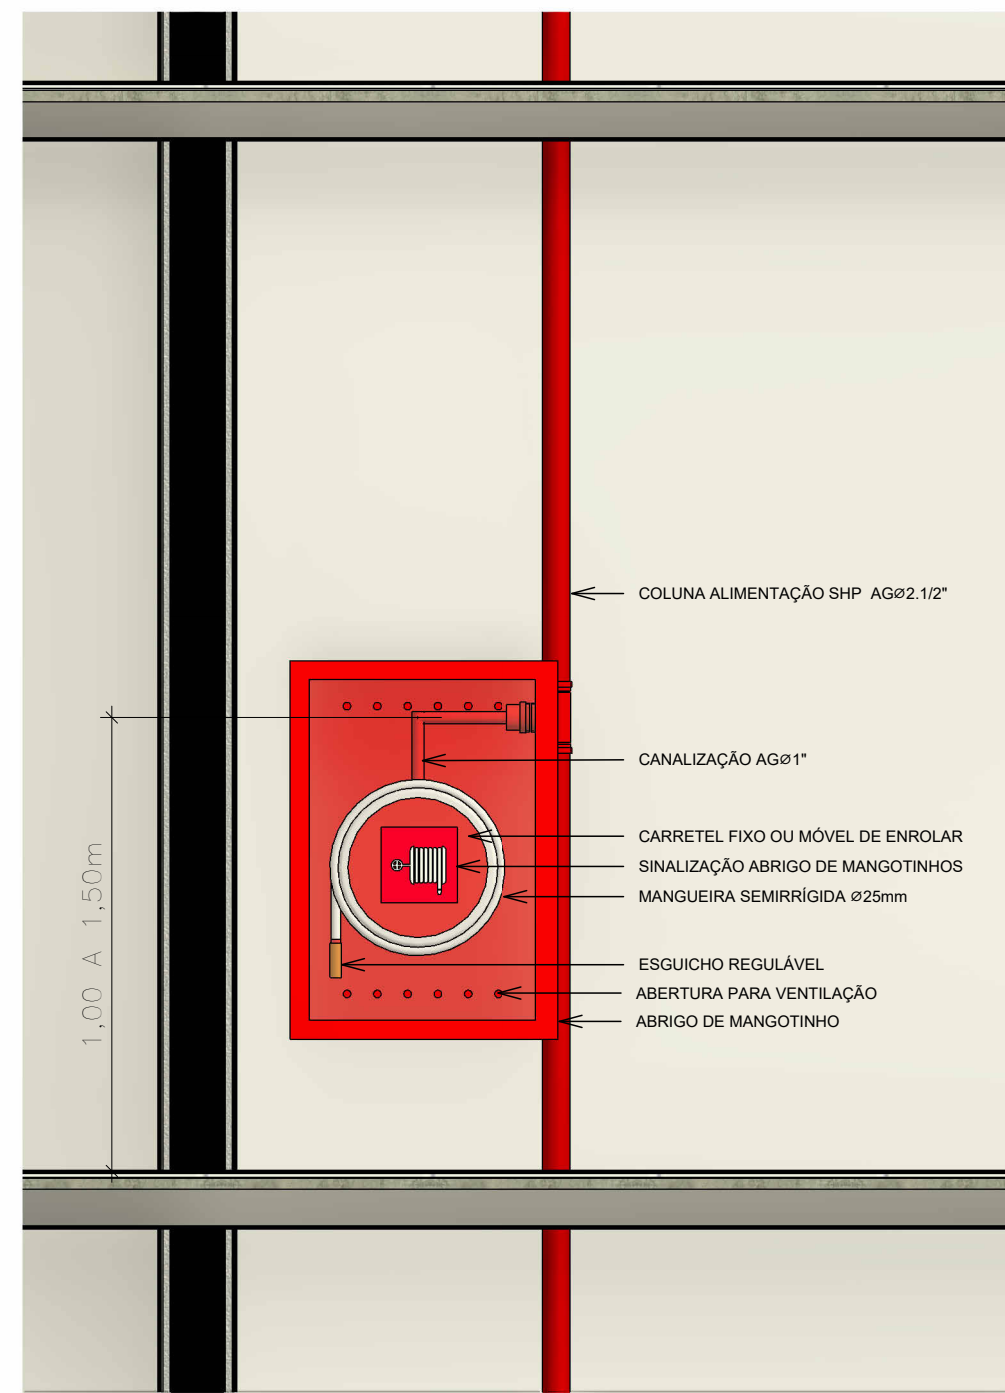 COLUNA ALIMENTAÇÃO SHP AGØ2.1/2"
CANALIZAÇÃO AGØ1"
CARRETEL FIXO OU MÓVEL DE ENROLAR
SINALIZAÇÃO ABRIGO DE MANGOTINHOS
MANGUEIRA SEMIRRÍGIDA Ø25mm
ESGUICHO REGULÁVEL
ABERTURA PARA VENTILAÇÃO
ABRIGO DE MANGOTINHO
1,00 A 1,50m